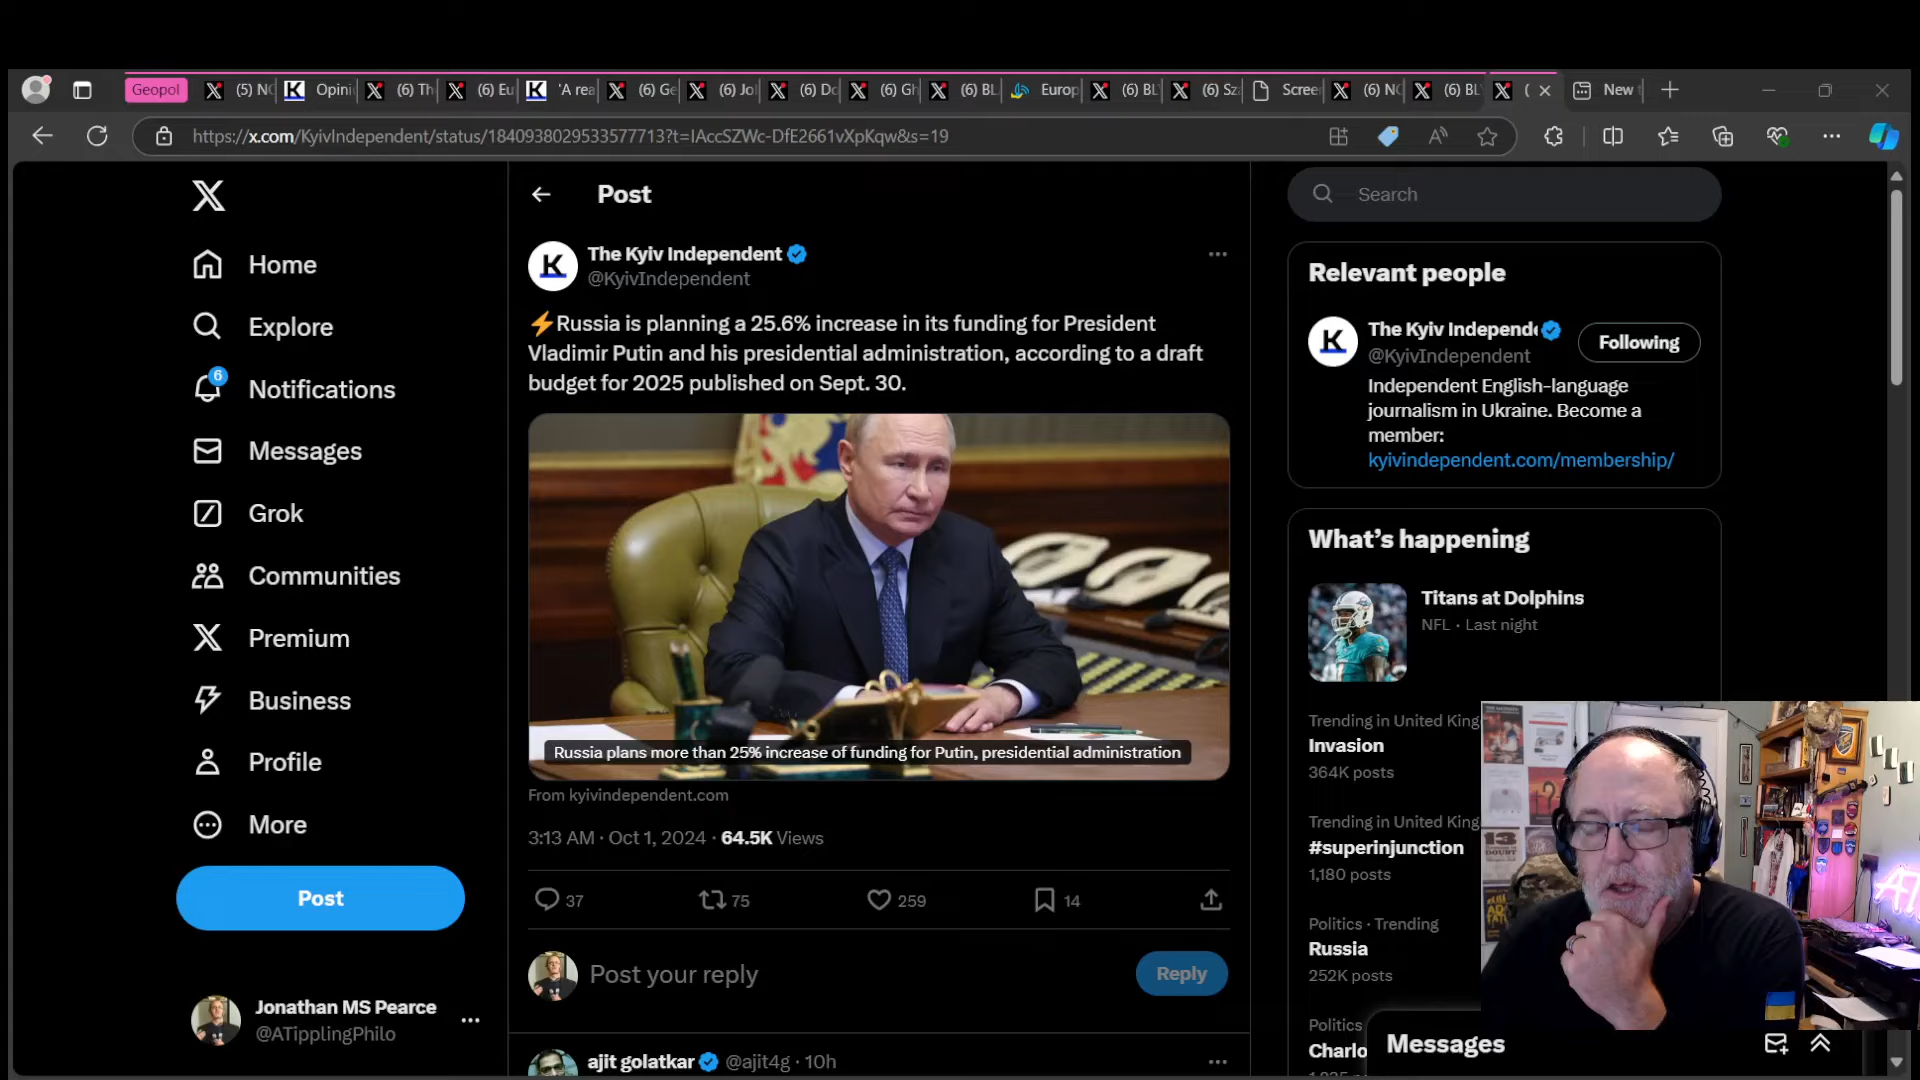 Geopol
(5) NC
Opini
(6) Th
(6) Eu
'A rea
(6) Ge
(6) Jol
(6) Do
(6) Gh
(6) BL
Europ
(6) BL
(6) Sz
Scree
(6) NC
(6) BL
(
New
https://x.com/KyivIndependent/status/1840938029533577713?t=IAccSZWc-DfE2661vXpKqw&s=19
Home
Explore
6
Notifications
Messages
Grok
Communities
Premium
Business
Profile
More
Post
Jonathan MS Pearce
@ATipplingPhilo
Post
The Kyiv Independent
@KyivIndependent
⚡Russia is planning a 25.6% increase in its funding for President
Vladimir Putin and his presidential administration, according to a draft
budget for 2025 published on Sept. 30.
Russia plans more than 25% increase of funding for Putin, presidential administration
From kyivindependent.com
3:13 AM · Oct 1, 2024 · 64.5K Views
37
75
259
14
Post your reply
Reply
ajit golatkar @ajit4g · 10h
Search
Relevant people
The Kyiv Independe
@KyivIndependent
Following
Independent English-language
journalism in Ukraine. Become a
member:
kyivindependent.com/membership/
What's happening
Titans at Dolphins
NFL · Last night
Trending in United King
Invasion
364K posts
Trending in United King
#superinjunction
1,180 posts
Politics · Trending
Russia
252K posts
Politics
Charlo
Messages
13
DOUBT